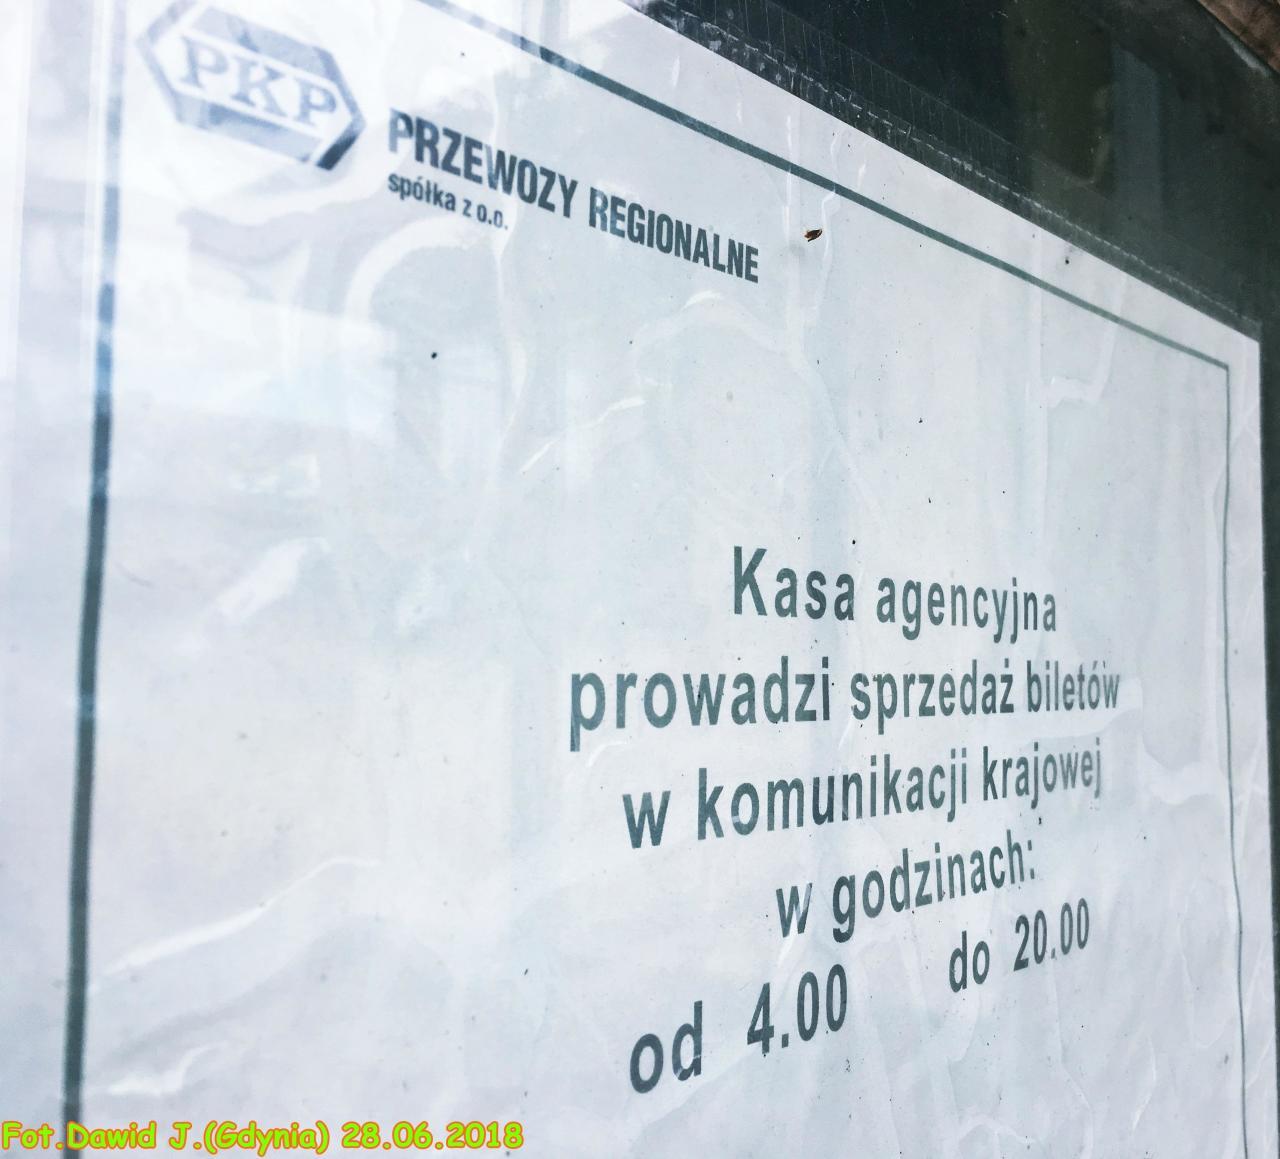 PKP
PRZEWOZY REGIONALNE
spółka z o.o.
Kasa agencyjna
prowadzi sprzedaż biletów
w komunikacji krajowej
w godzinach:
od 4.00 do 20.00
Fot.Dawid J.(Gdynia) 28.06.2018